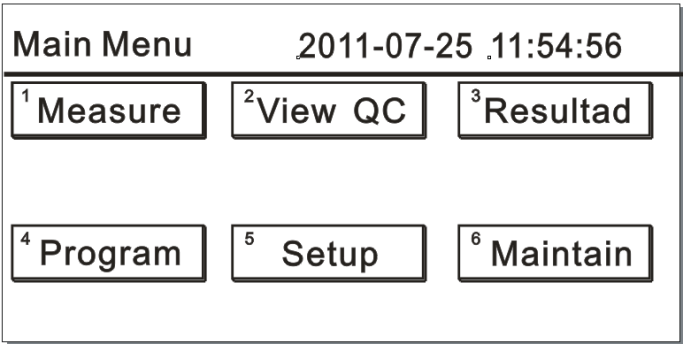 Main Menu 2011-07-25 11:54:56
1 Measure 2 View QC 3 Resultad
4 Program 5 Setup 6 Maintain